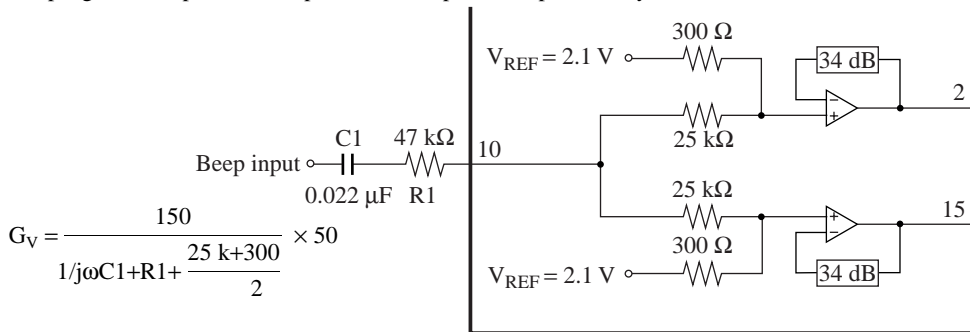 300 Ω
V_REF = 2.1 V
34 dB
2
25 kΩ
C1
47 kΩ
10
Beep input
0.022 μF
R1
25 kΩ
15
300 Ω
V_REF = 2.1 V
34 dB
G_V = 150 / (1/jωC1+R1+ (25 k+300)/2) × 50